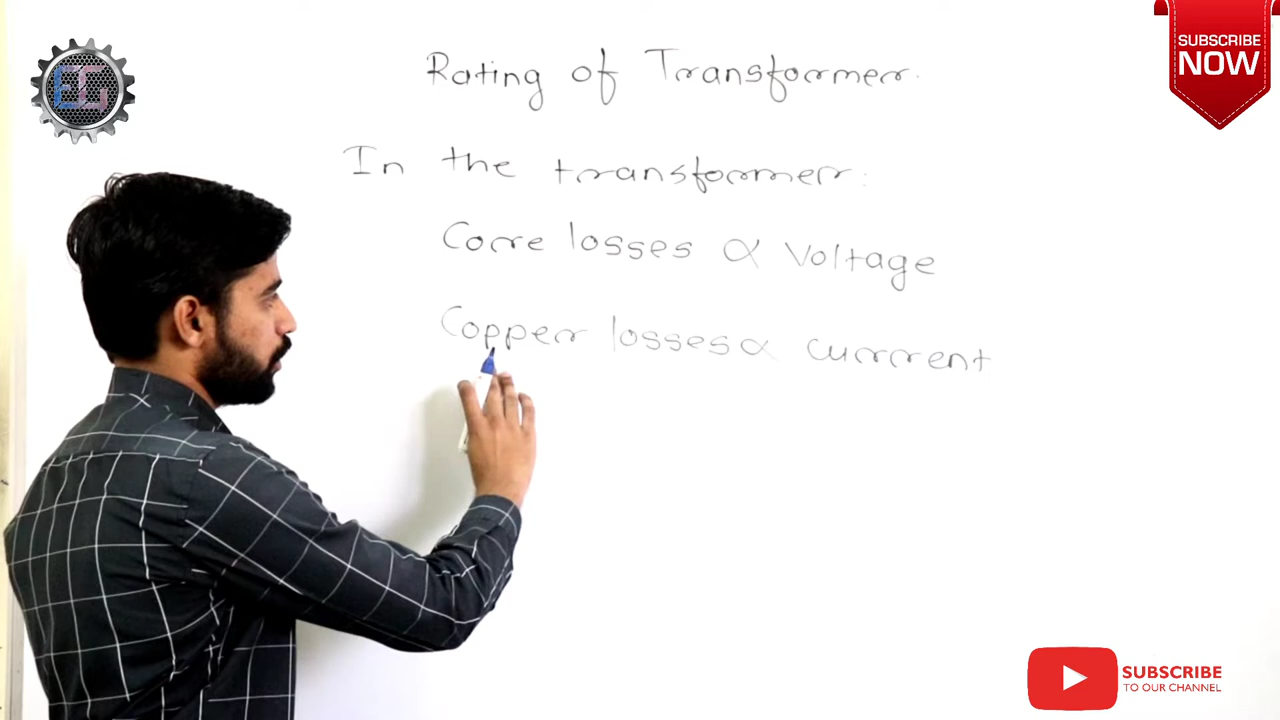 Rating of Transformer.
In the transformer:
Core losses ∝ Voltage
Copper losses ∝ current
SUBSCRIBE
NOW
SUBSCRIBE
TO OUR CHANNEL